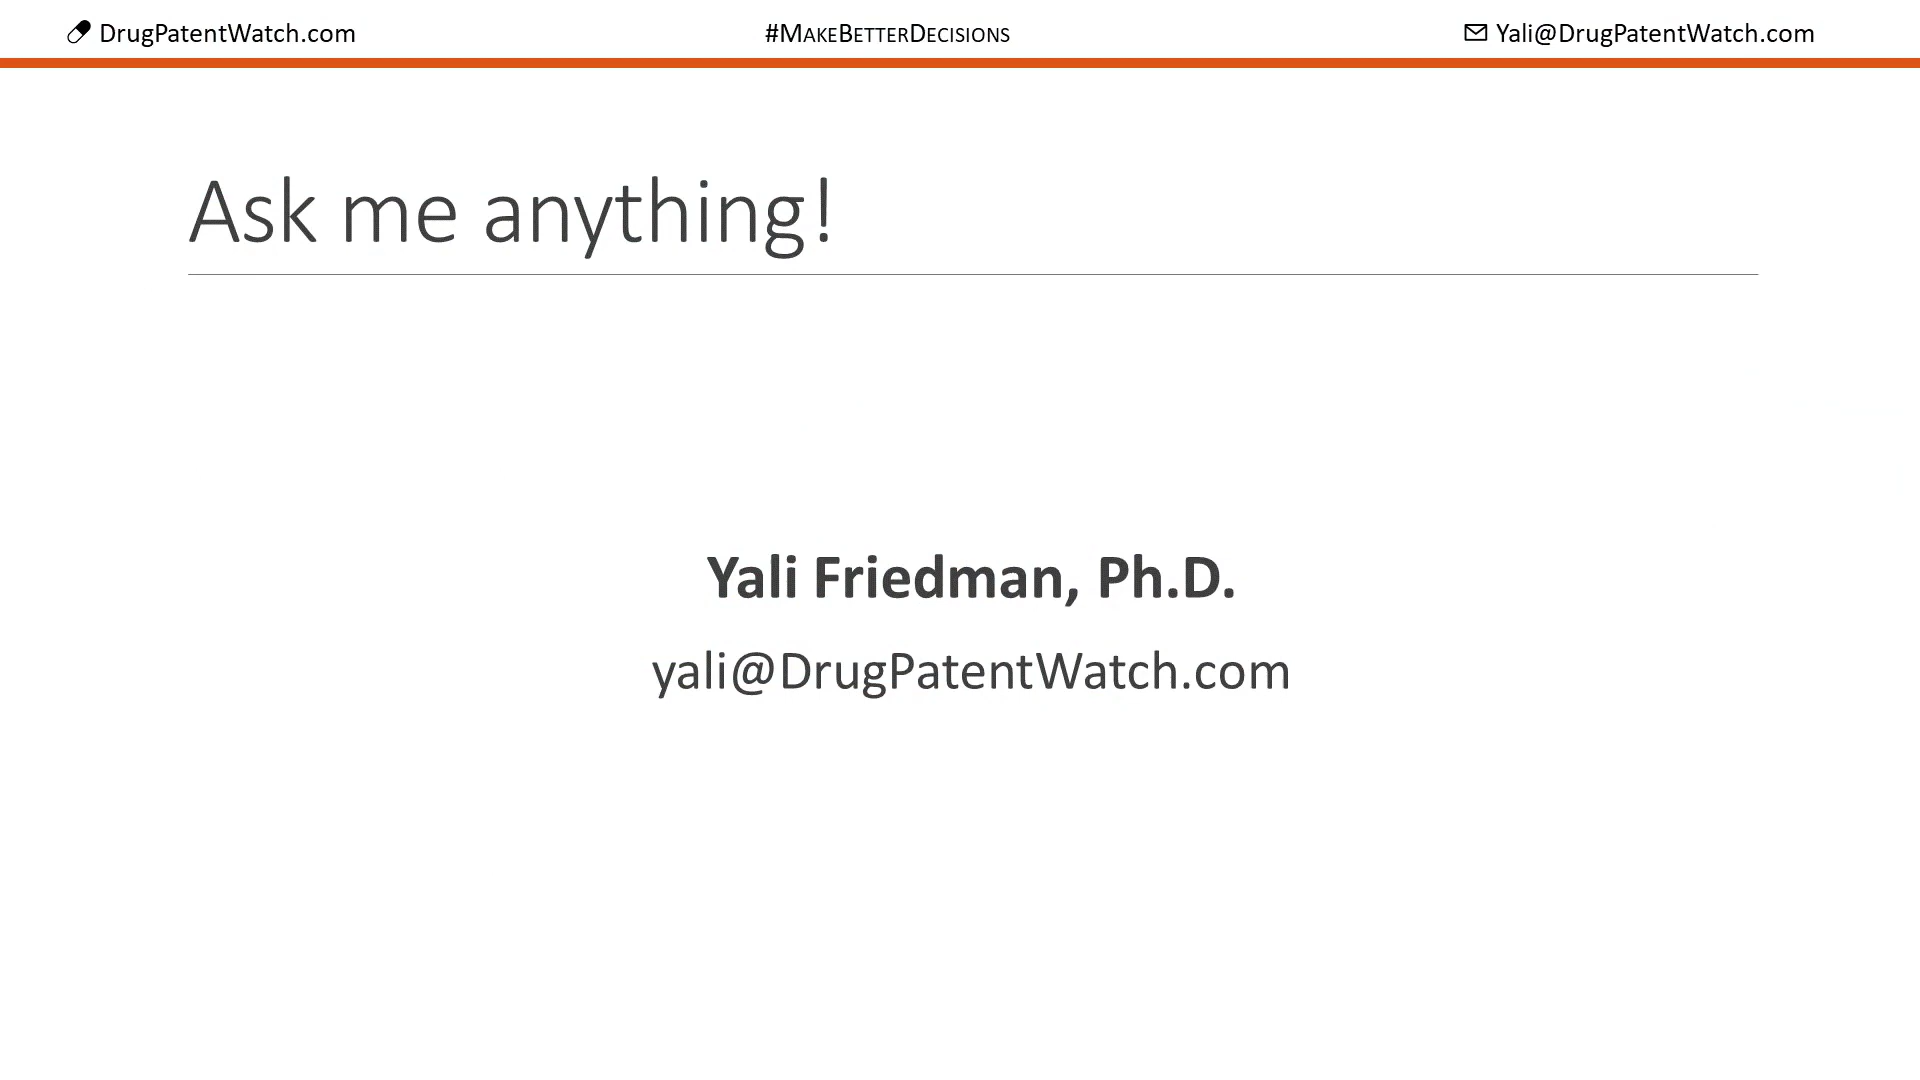 DrugPatentWatch.com
#MAKEBETTERDECISIONS
Yali@DrugPatentWatch.com
Ask me anything!
Yali Friedman, Ph.D.
yali@DrugPatentWatch.com